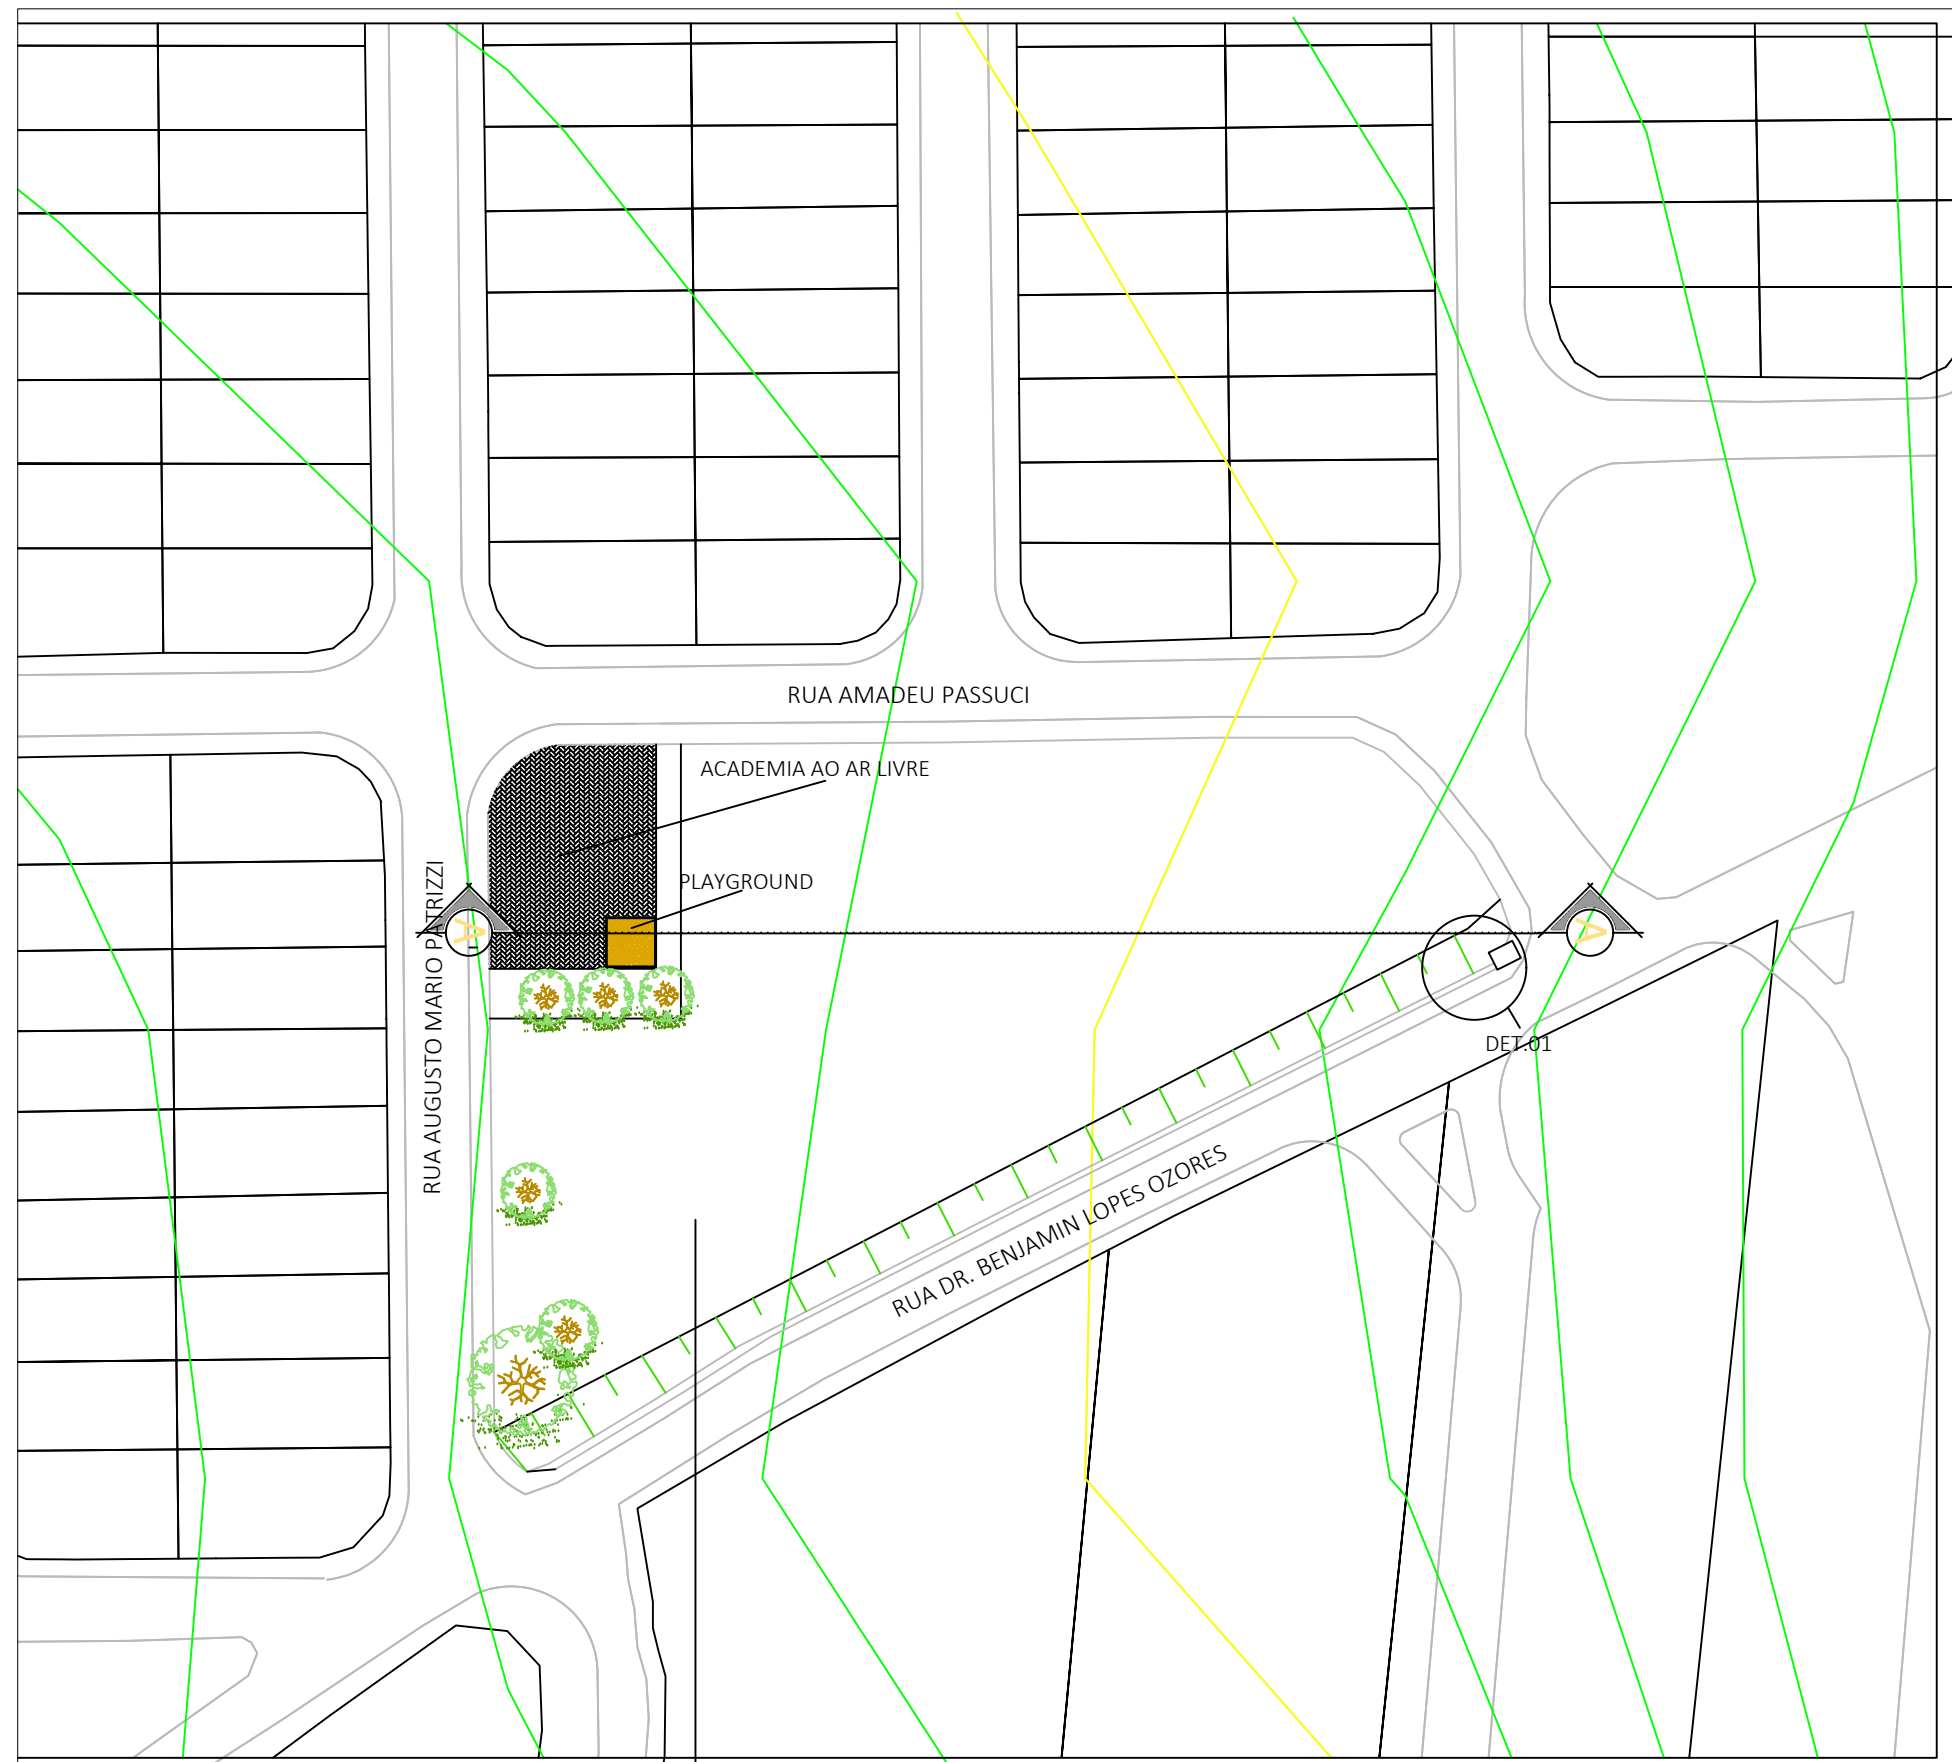 RUA AMADEU PASSUCI
ACADEMIA AO AR LIVRE
PLAYGROUND
RUA AUGUSTO MARIO PATRIZZI
A
A
DET.01
RUA DR. BENJAMIN LOPES OZORES